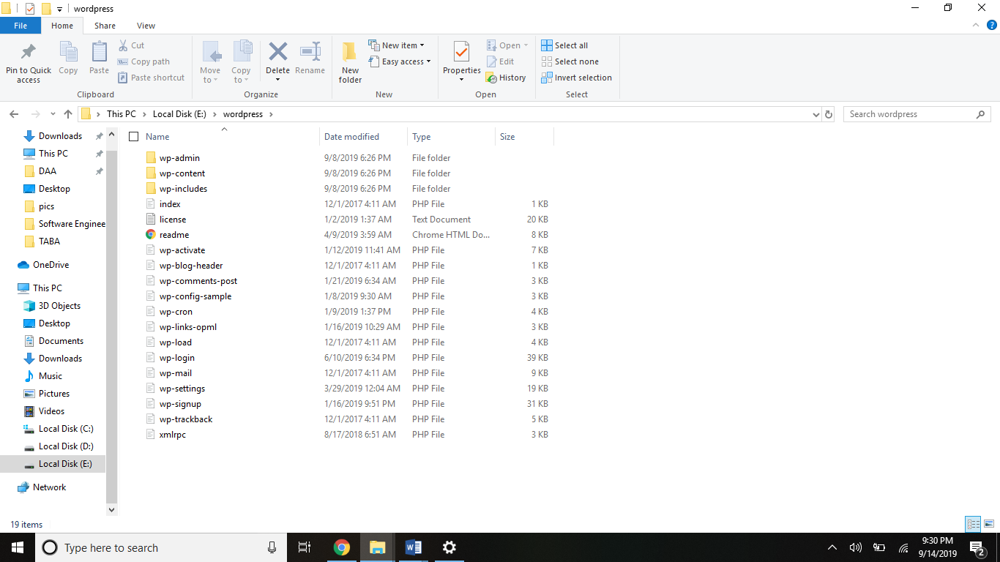 wordpress
File Home Share View
Pin to Quick access
Copy
Paste
Cut
Copy path
Paste shortcut
Clipboard
Move to
Copy to
Delete
Rename
Organize
New folder
New item
Easy access
New
Properties
Open
Edit
History
Open
Select all
Select none
Invert selection
Select
This PC > Local Disk (E:) > wordpress >
Search wordpress
Downloads
This PC
DAA
Desktop
pics
Software Enginee
TABA
OneDrive
This PC
3D Objects
Desktop
Documents
Downloads
Music
Pictures
Videos
Local Disk (C:)
Local Disk (D:)
Local Disk (E:)
Network
Name Date modified Type Size
wp-admin 9/8/2019 6:26 PM File folder
wp-content 9/8/2019 6:26 PM File folder
wp-includes 9/8/2019 6:26 PM File folder
index 12/1/2017 4:11 AM PHP File 1 KB
license 1/2/2019 1:37 AM Text Document 20 KB
readme 4/9/2019 3:59 AM Chrome HTML Do... 8 KB
wp-activate 1/12/2019 11:41 AM PHP File 7 KB
wp-blog-header 12/1/2017 4:11 AM PHP File 1 KB
wp-comments-post 1/21/2019 6:34 AM PHP File 3 KB
wp-config-sample 1/8/2019 9:30 AM PHP File 3 KB
wp-cron 1/9/2019 1:37 PM PHP File 4 KB
wp-links-opml 1/16/2019 10:29 AM PHP File 3 KB
wp-load 12/1/2017 4:11 AM PHP File 4 KB
wp-login 6/10/2019 6:34 PM PHP File 39 KB
wp-mail 12/1/2017 4:11 AM PHP File 9 KB
wp-settings 3/29/2019 12:04 AM PHP File 19 KB
wp-signup 1/16/2019 9:51 PM PHP File 31 KB
wp-trackback 12/1/2017 4:11 AM PHP File 5 KB
xmlrpc 8/17/2018 6:51 AM PHP File 3 KB
19 items
Type here to search
9:30 PM
9/14/2019
2